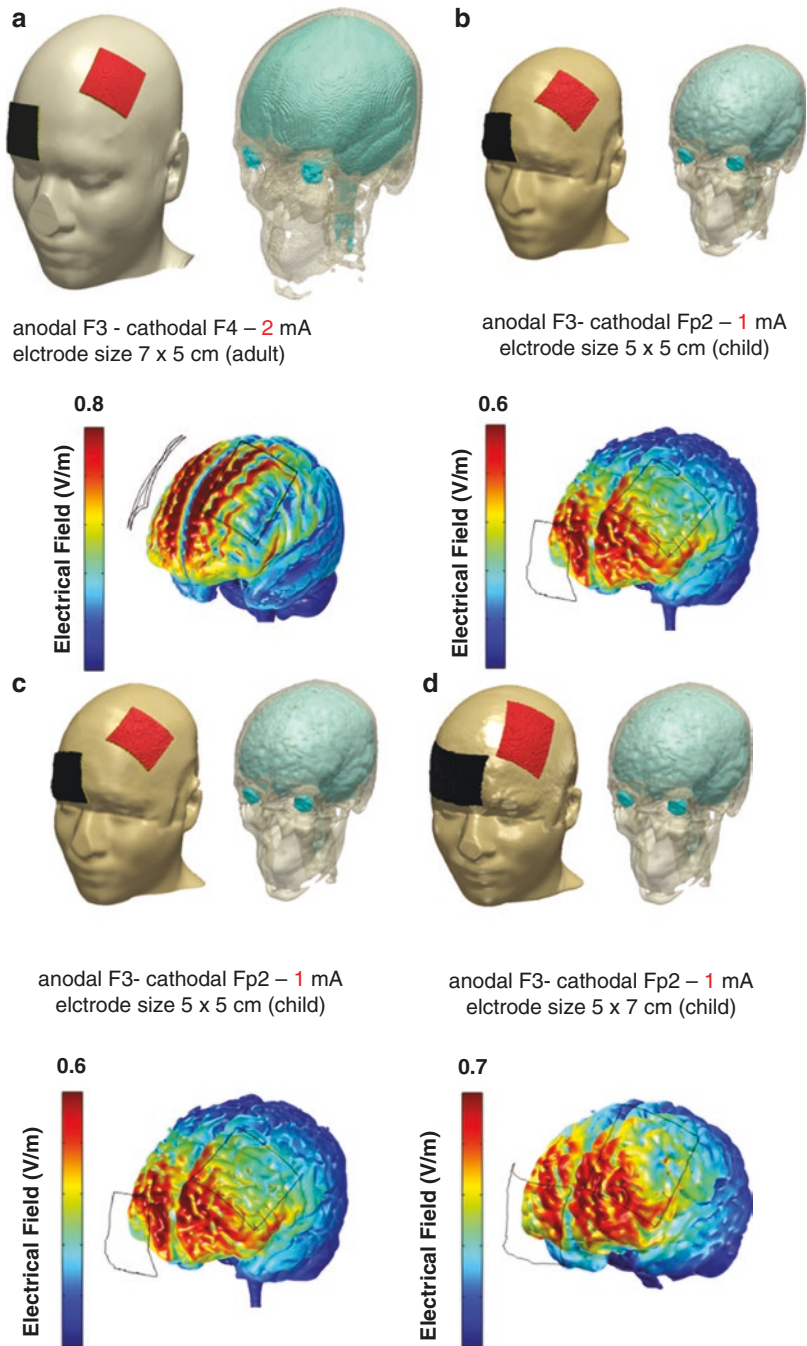 a
b
anodal F3 - cathodal F4 – 2 mA
elctrode size 7 x 5 cm (adult)
anodal F3- cathodal Fp2 – 1 mA
elctrode size 5 x 5 cm (child)
0.8
Electrical Field (V/m)
0.6
Electrical Field (V/m)
c
d
anodal F3- cathodal Fp2 – 1 mA
elctrode size 5 x 5 cm (child)
anodal F3- cathodal Fp2 – 1 mA
elctrode size 5 x 7 cm (child)
0.6
Electrical Field (V/m)
0.7
Electrical Field (V/m)